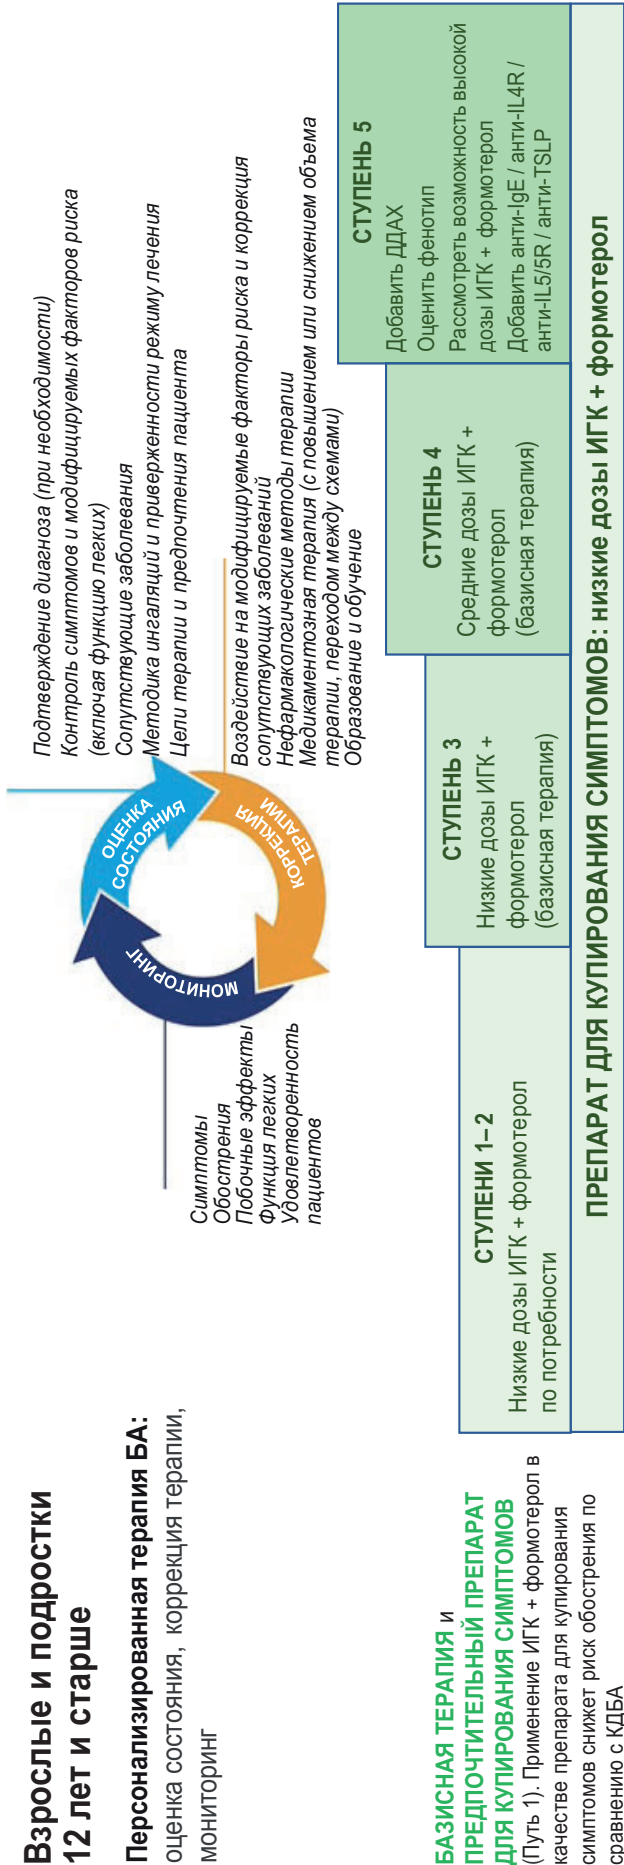 Взрослые и подростки
12 лет и старше
Персонализированная терапия БА:
оценка состояния, коррекция терапии,
мониторинг
Симптомы
Обострения
Побочные эффекты
Функция легких
Удовлетворенность
пациентов
МОНИТОРИНГ
ОЦЕНКА
СОСТОЯНИЯ
КОРРЕКЦИЯ
ТЕРАПИИ
Подтверждение диагноза (при необходимости)
Контроль симптомов и модифицируемых факторов риска
(включая функцию легких)
Сопутствующие заболевания
Методика ингаляций и приверженности режиму лечения
Цели терапии и предпочтения пациента
Воздействие на модифицируемые факторы риска и коррекция
сопутствующих заболеваний
Нефармакологические методы терапии
Медикаментозная терапия (с повышением или снижением объема
терапии, переходом между схемами)
Образование и обучение
БАЗИСНАЯ ТЕРАПИЯ и
ПРЕДПОЧТИТЕЛЬНЫЙ ПРЕПАРАТ
ДЛЯ КУПИРОВАНИЯ СИМПТОМОВ
(Путь 1). Применение ИГК + формотерол в
качестве препарата для купирования
симптомов снижет риск обострения по
сравнению с КДБА
СТУПЕНИ 1–2
Низкие дозы ИГК + формотерол
по потребности
СТУПЕНЬ 3
Низкие дозы ИГК +
формотерол
(базисная терапия)
СТУПЕНЬ 4
Средние дозы ИГК +
формотерол
(базисная терапия)
СТУПЕНЬ 5
Добавить ДДАХ
Оценить фенотип
Рассмотреть возможность высокой
дозы ИГК + формотерол
Добавить анти-IgE / анти-IL4R /
анти-IL5/5R / анти-TSLP
ПРЕПАРАТ ДЛЯ КУПИРОВАНИЯ СИМПТОМОВ: низкие дозы ИГК + формотерол